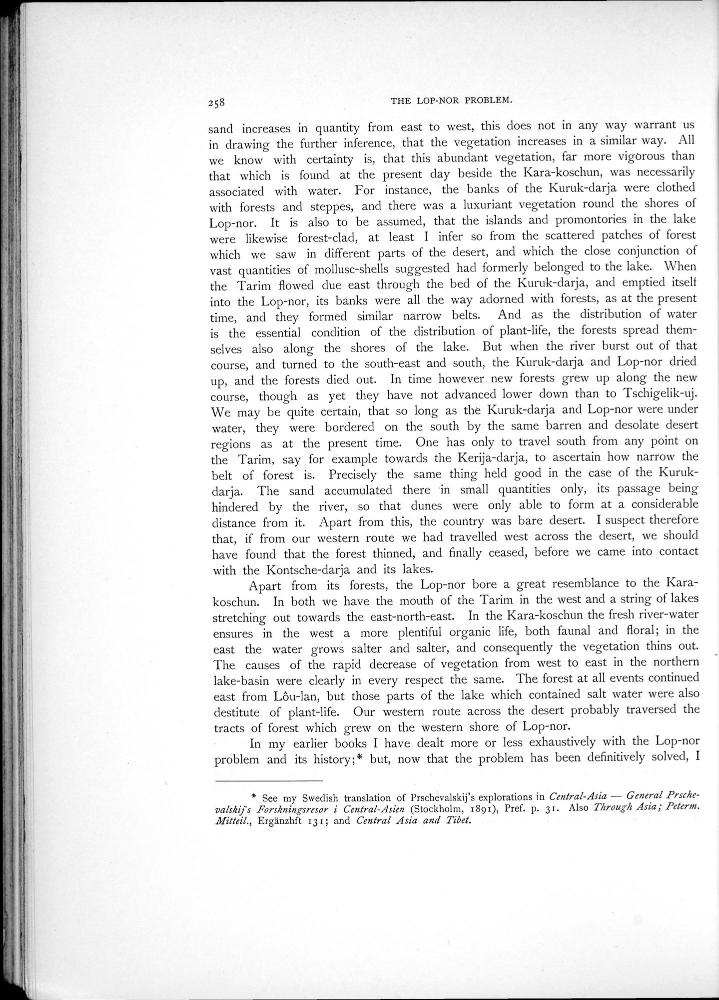 258
THE LOP-NOR PROBLEM.
sand increases in quantity from east to west, this does not in any way warrant us
in drawing the further inference, that the vegetation increases in a similar way. All
we know with certainty is, that this abundant vegetation, far more vigorous than
that which is found at the present day beside the Kara-koschun, was necessarily
associated with water. For instance, the banks of the Kuruk-darja were clothed
with forests and steppes, and there was a luxuriant vegetation round the shores of
Lop-nor. It is also to be assumed, that the islands and promontories in the lake
were likewise forest-clad, at least I infer so from the scattered patches of forest
which we saw in different parts of the desert, and which the close conjunction of
vast quantities of mollusc-shells suggested had formerly belonged to the lake. When
the Tarim flowed due east through the bed of the Kuruk-darja, and emptied itself
into the Lop-nor, its banks were all the way adorned with forests, as at the present
time, and they formed similar narrow belts. And as the distribution of water
is the essential condition of the distribution of plant-life, the forests spread them-
selves also along the shores of the lake. But when the river burst out of that
course, and turned to the south-east and south, the Kuruk-darja and Lop-nor dried
up, and the forests died out. In time however new forests grew up along the new
course, though as yet they have not advanced lower down than to Tschigelik-uj.
We may be quite certain, that so long as the Kuruk-darja and Lop-nor were under
water, they were bordered on the south by the same barren and desolate desert
regions as at the present time. One has only to travel south from any point on
the Tarim, say for example towards the Kerija-darja, to ascertain how narrow the
belt of forest is. Precisely the same thing held good in the case of the Kuruk-
darja. The sand accumulated there in small quantities only, its passage being
hindered by the river, so that dunes were only able to form at a considerable
distance from it. Apart from this, the country was bare desert. I suspect therefore
that, if from our western route we had travelled west across the desert, we should
have found that the forest thinned, and finally ceased, before we came into contact
with the Kontsche-darja and its lakes.
Apart from its forests, the Lop-nor bore a great resemblance to the Kara-
koschun. In both we have the mouth of the Tarim in the west and a string of lakes
stretching out towards the east-north-east. In the Kara-koschun the fresh river-water
ensures in the west a more plentiful organic life, both faunal and floral; in the
east the water grows salter and salter, and consequently the vegetation thins out.
The causes of the rapid decrease of vegetation from west to east in the northern
lake-basin were clearly in every respect the same. The forest at all events continued
east from Lôu-lan, but those parts of the lake which contained salt water were also
destitute of plant-life. Our western route across the desert probably traversed the
tracts of forest which grew on the western shore of Lop-nor.
In my earlier books I have dealt more or less exhaustively with the Lop-nor
problem and its history;* but, now that the problem has been definitively solved, I
* See my Swedish translation of Prschevalskij's explorations in Central-Asia — General Prsche-
valskijs Forskningsresor i Central-Asien (Stockholm, 1891), Pref. p. 31. Also Through Asia; Peterm.
Mitteil., Ergänzhft 131; and Central Asia and Tibet.